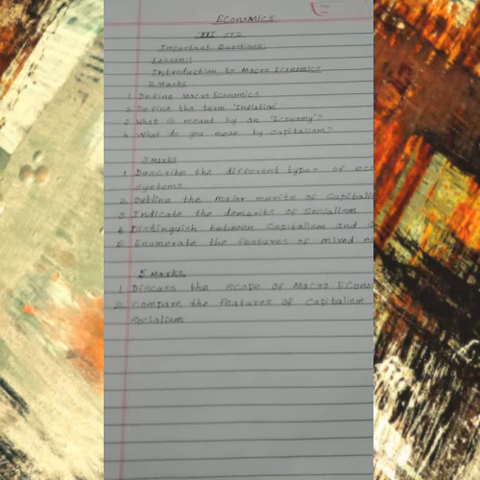 Economics
XII STD
Important Questions.
Lesson:1
Introduction to Macro Economics
2 Marks
1. Define Macro Economics
2. Define the term 'Inflation'
3. What is meant by an 'Economy'?
4. What do you mean by capitalism?
3 Marks
1. Describe the different types of eco
systems
2. Outline the major merits of Capitali
3. Indicate the demerits of Socialism
4. Distinguish between Capitalism and
5. Enumerate the features of mixed e
5 Marks
1. Discuss the scope of Macro Econo
2. Compare the features of Capitalism
Socialism